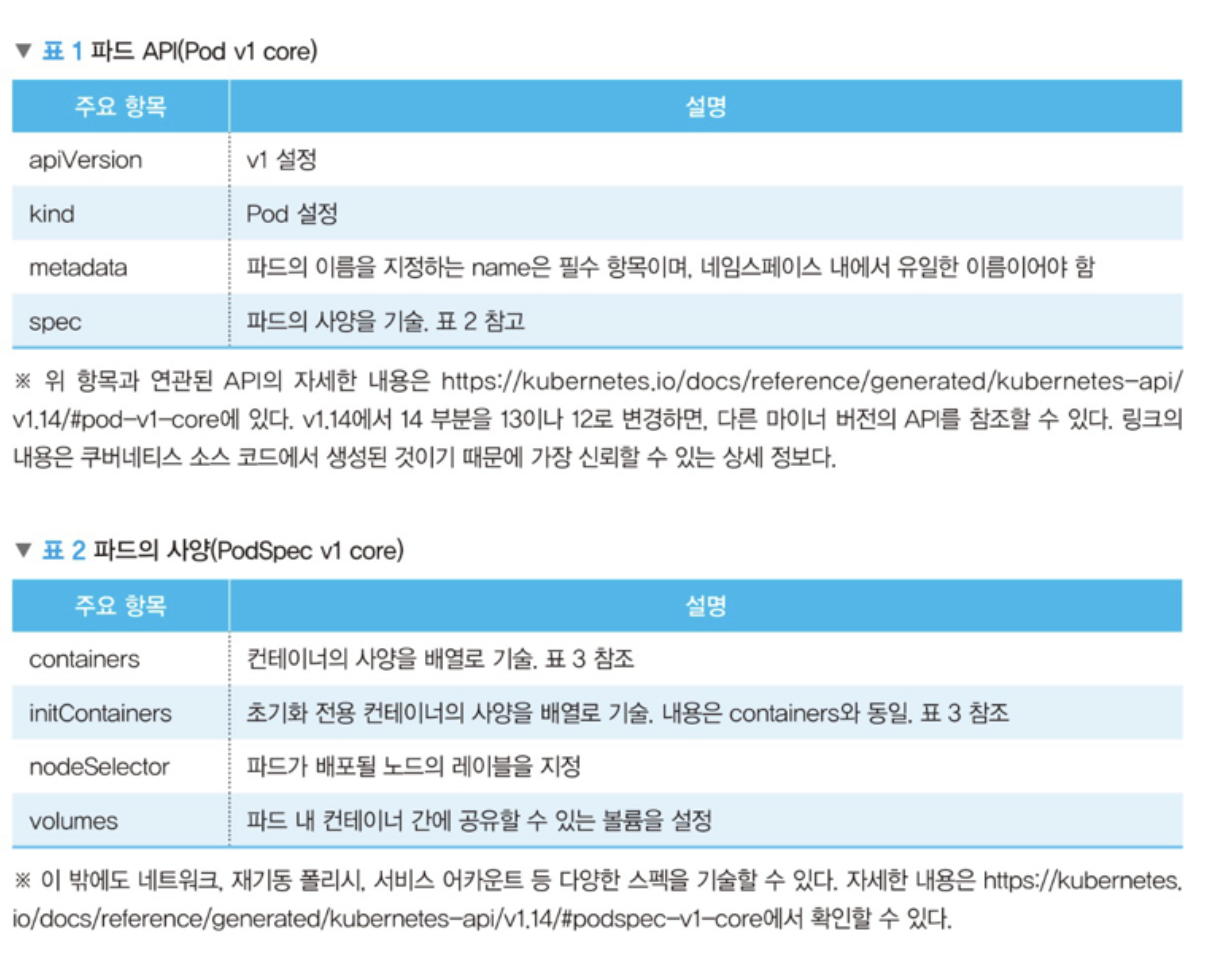 ▼ 표 1 파드 API(Pod v1 core)
주요 항목 설명
apiVersion v1 설정
kind Pod 설정
metadata 파드의 이름을 지정하는 name은 필수 항목이며, 네임스페이스 내에서 유일한 이름이어야 함
spec 파드의 사양을 기술. 표 2 참고
※ 위 항목과 연관된 API의 자세한 내용은 https://kubernetes.io/docs/reference/generated/kubernetes-api/
v1.14/#pod-v1-core에 있다. v1.14에서 14 부분을 13이나 12로 변경하면, 다른 마이너 버전의 API를 참조할 수 있다. 링크의
내용은 쿠버네티스 소스 코드에서 생성된 것이기 때문에 가장 신뢰할 수 있는 상세 정보다.
▼ 표 2 파드의 사양(PodSpec v1 core)
주요 항목 설명
containers 컨테이너의 사양을 배열로 기술. 표 3 참조
initContainers 초기화 전용 컨테이너의 사양을 배열로 기술. 내용은 containers와 동일. 표 3 참조
nodeSelector 파드가 배포될 노드의 레이블을 지정
volumes 파드 내 컨테이너 간에 공유할 수 있는 볼륨을 설정
※ 이 밖에도 네트워크, 재기동 폴리시, 서비스 어카운트 등 다양한 스펙을 기술할 수 있다. 자세한 내용은 https://kubernetes.
io/docs/reference/generated/kubernetes-api/v1.14/#podspec-v1-core에서 확인할 수 있다.